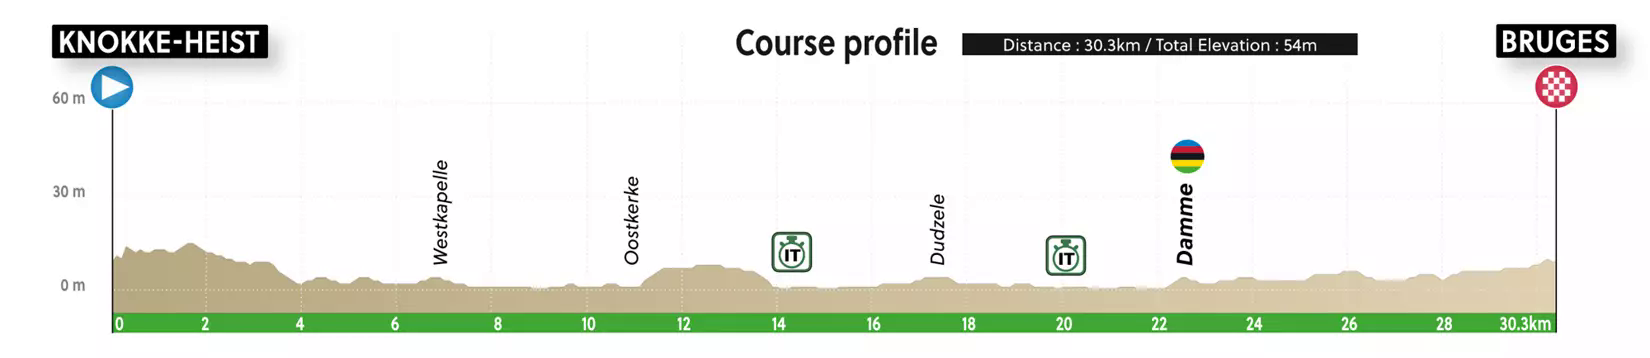 KNOKKE-HEIST
Course profile
Distance : 30.3km / Total Elevation : 54m
BRUGES
60 m
30 m
0 m
Westkapelle
Oostkerke
IT
Dudzele
IT
Damme
0 2 4 6 8 10 12 14 16 18 20 22 24 26 28 30.3km